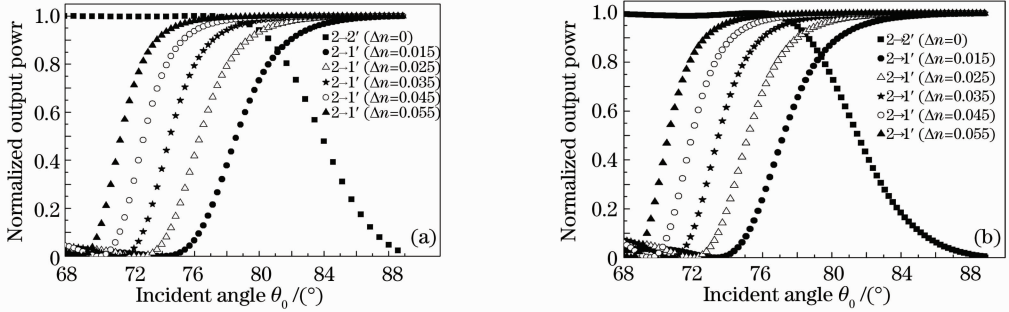 Normalized output powr
1.0
0.8
0.6
0.4
0.2
0
68 72 76 80 84 88
Incident angle θ0 /(°)
2→2′ (Δn=0)
2→1′ (Δn=0.015)
2→1′ (Δn=0.025)
2→1′ (Δn=0.035)
2→1′ (Δn=0.045)
2→1′ (Δn=0.055)
(a)
Normalized output powr
1.0
0.8
0.6
0.4
0.2
0
68 72 76 80 84 88
Incident angle θ0 /(°)
2→2′ (Δn=0)
2→1′ (Δn=0.015)
2→1′ (Δn=0.025)
2→1′ (Δn=0.035)
2→1′ (Δn=0.045)
2→1′ (Δn=0.055)
(b)